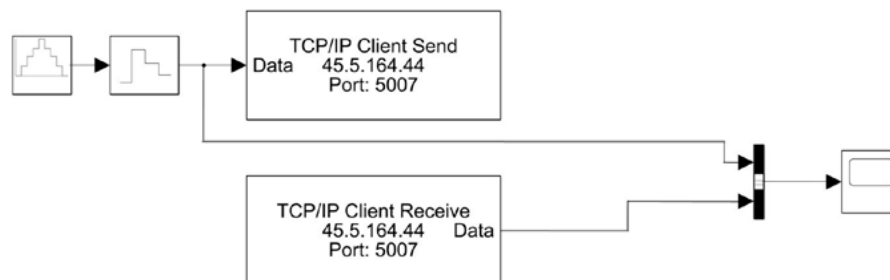 TCP/IP Client Send
Data 45.5.164.44
Port: 5007
TCP/IP Client Receive
45.5.164.44 Data
Port: 5007